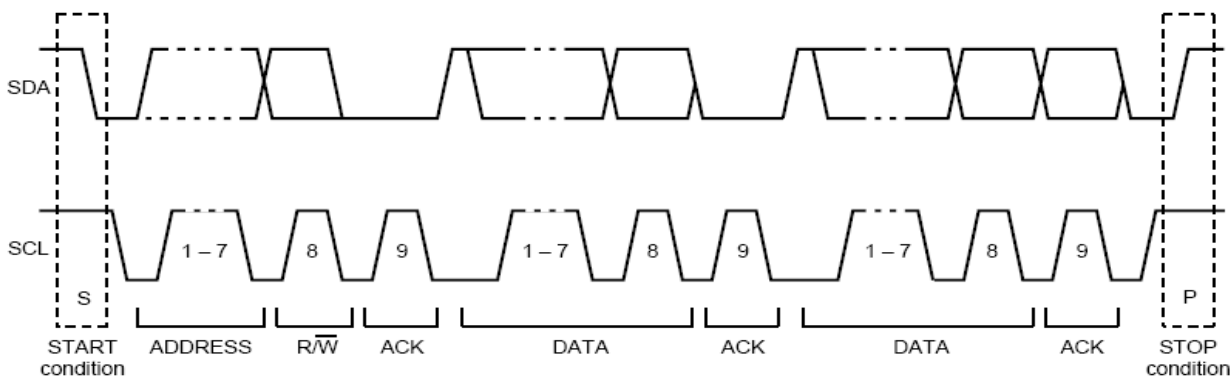 SDA
SCL
1 – 7
8
9
1 – 7
8
9
1 – 7
8
9
S
P
START
condition
ADDRESS
R/W̅
ACK
DATA
ACK
DATA
ACK
STOP
condition